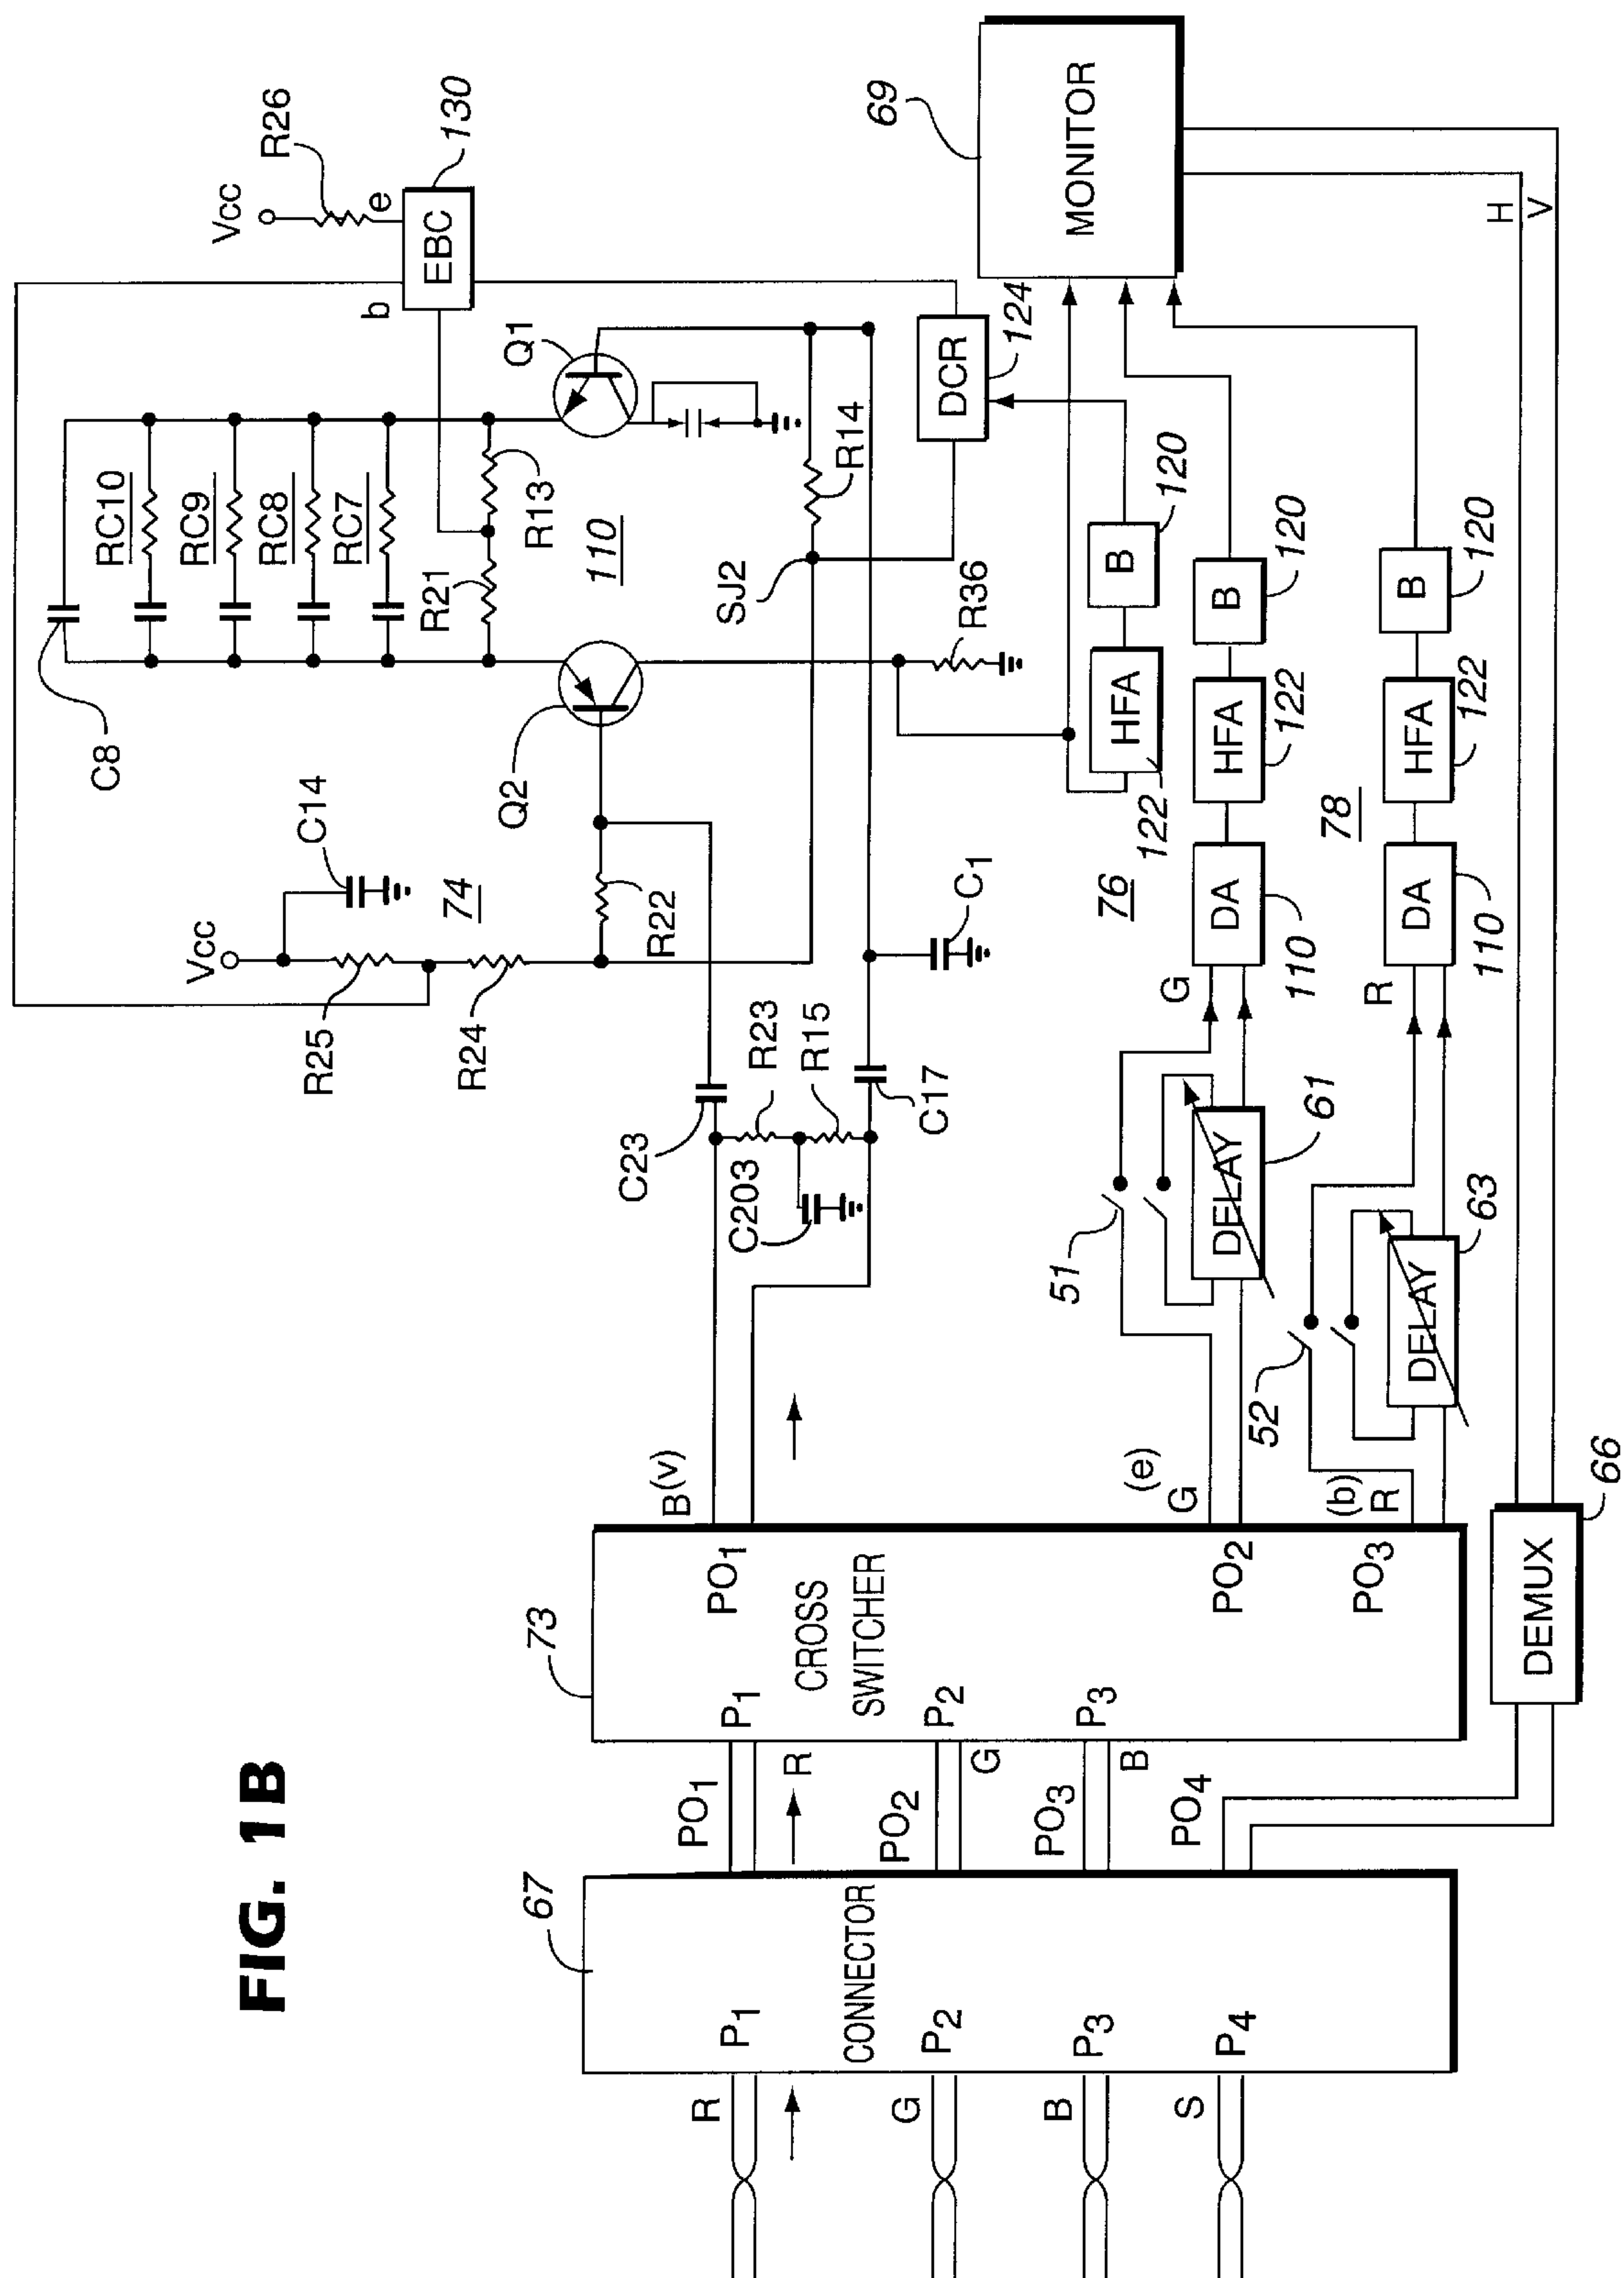 FIG. 1B
R
G
B
S
67
P1
P2
P3
P4
CONNECTOR
PO1
R
PO2
G
PO3
B
PO4
73
P1
P2
P3
CROSS
SWITCHER
PO1
PO2
PO3
DEMUX
66
B(v)
(e)
G
(b)
R
51
52
DELAY
61
DELAY
63
C23
C203
R23
R15
C17
C1
Vcc
R25
R24
C14
74
R22
Q2
C8
RC10
RC9
RC8
RC7
R21
R13
110
Q1
SJ2
R14
R36
Vcc
R26
e
b
EBC
130
DCR
124
76
G
DA
110
HFA
122
B
120
HFA
122
B
120
78
R
DA
110
HFA
122
B
120
69
MONITOR
H
V